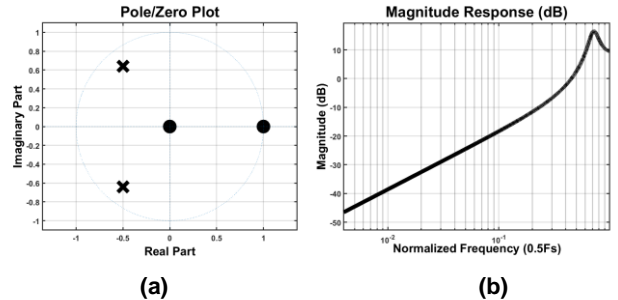 Pole/Zero Plot
Imaginary Part
1
0.8
0.6
0.4
0.2
0
-0.2
-0.4
-0.6
-0.8
-1
-1 -0.5 0 0.5 1
Real Part
(a)
Magnitude Response (dB)
Magnitude (dB)
10
0
-10
-20
-30
-40
-50
10-2 10-1 100
Normalized Frequency (0.5Fs)
(b)